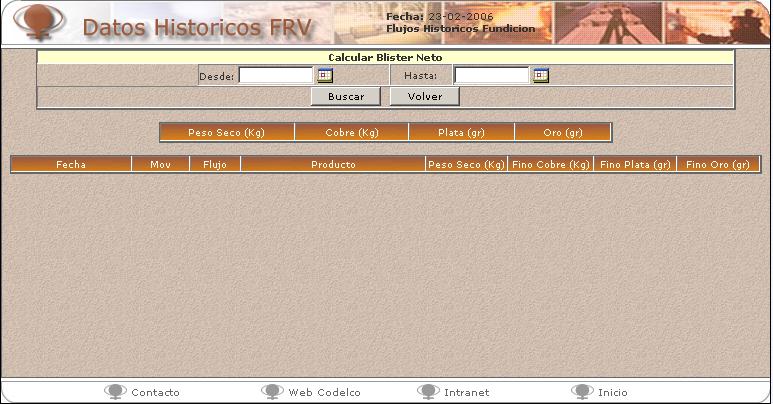 Datos Historicos FRV
Fecha: 23-02-2006
Flujos Historicos Fundicion
Calcular Blister Neto
Desde: Hasta:
Buscar Volver
Peso Seco (Kg) Cobre (Kg) Plata (gr) Oro (gr)
Fecha Mov Flujo Producto Peso Seco (Kg) Fino Cobre (Kg) Fino Plata (gr) Fino Oro (gr)
Contacto Web Codelco Intranet Inicio